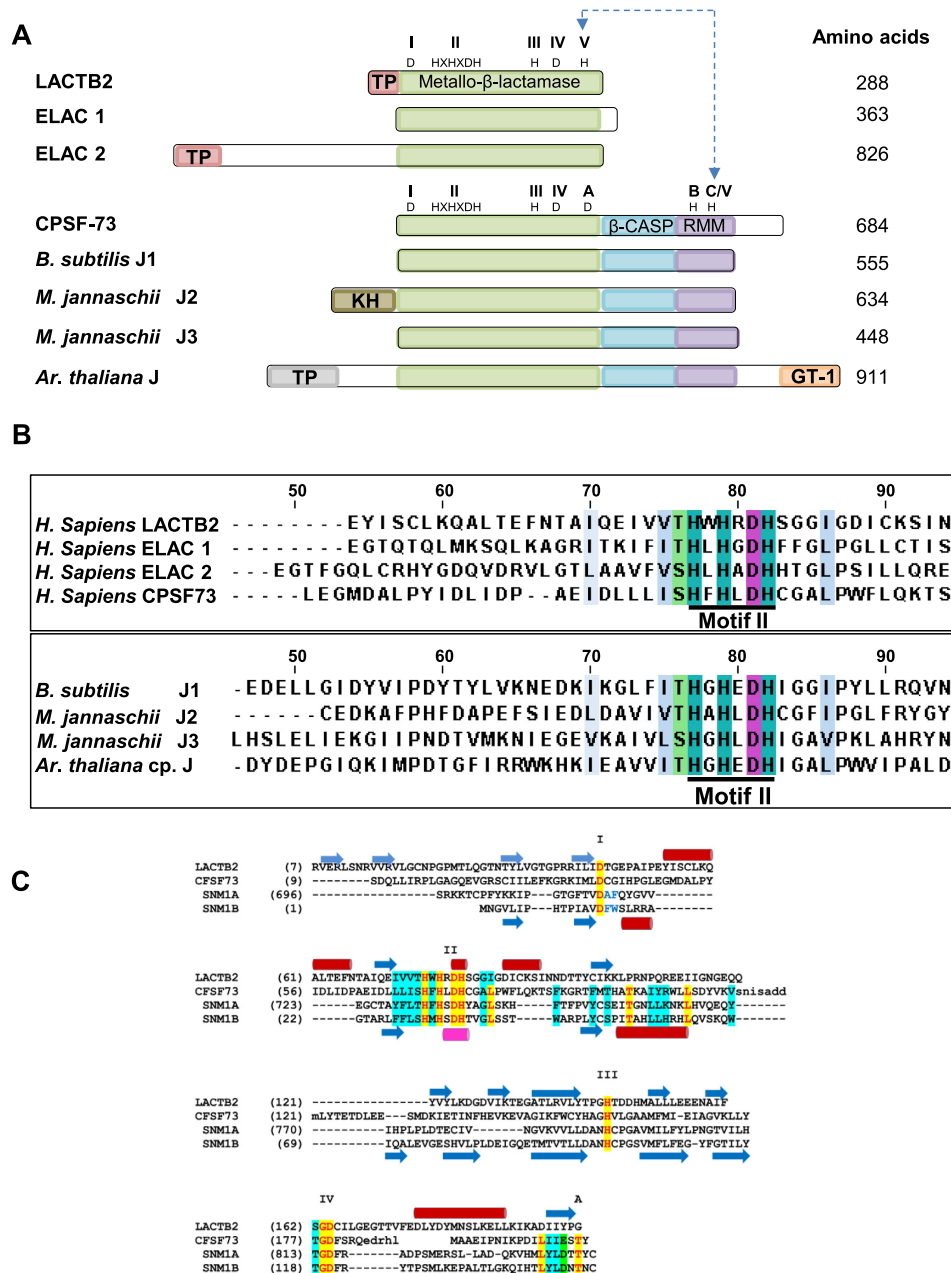 A
Amino acids
I II III IV V
D HXHXDH H D H
LACTB2 TP Metallo-β-lactamase 288
ELAC 1 363
ELAC 2 TP 826
I II III IV A B C/V
D HXHXDH H D D H H
CPSF-73 β-CASP RMM 684
B. subtilis J1 555
M. jannaschii J2 KH 634
M. jannaschii J3 448
Ar. thaliana J TP GT-1 911
B
50 60 70 80 90
H. Sapiens LACTB2 - - - - - - - - EYISCLKQALTEFNTAIQEIVVTHWHRDHSGGIGDICKSIN
H. Sapiens ELAC 1 - - - - - - - - EGTQTQLMKSQLKAGRITKIFITHLHGDHFFGLPGLLCTIS
H. Sapiens ELAC 2 - - - EGTFGQLCRHYGDQVDRVLGTLAAVFVSHLHADHHTGLPSILLQRE
H. Sapiens CPSF73 - - - - - LEGMDALPYIDLIDP - - AEIDLLLISHFHLDHCGALPWFLQKTS
Motif II
50 60 70 80 90
B. subtilis J1 -EDELLGIDYVIPDYTYLVKNEDKIKGLFITHGHEDHIGGIPYLLRQVN
M. jannaschii J2 - - - - - - CEDKAFPHFDAPEFSIEDLDAVIVTHAHLDHCGFIPGLFRYGY
M. jannaschii J3 LHSLELIEKGIIPNDTVMKNIEGEVKAIVLSHGHLDHIGAVPKLAHRYN
Ar. thaliana cp. J -DYDEPGIQKIMPDTGFIRRWKHKIEAVVITHGHEDHIGALPWVIPALD
Motif II
C
I
LACTB2 (7) RVERLSNRVVRVLGCNPGPMTLQGTNTYLVGTGPRRILIDTGEPAIPEYISCLKQ
CFSF73 (9) -------SDQLLIRPLGAGQEVGRSCIILEFKGRKIMLDCGIHPGLEGMDALPY
SNM1A (696) ---------------SRKKTCPFYKKIP----GTGFTVDAFQYGVV--------
SNM1B (1) -----------------MNGVLIP----HTPIAVDFWSLRRA--------
II
LACTB2 (61) ALTEFNTAIQEIVVTHWHRDHSGGIGDICKSINNDTTYCIKKLPRNPQREEIIGNGEQQ
CFSF73 (56) IDLIDPAEIDLLLISHFHLDHCGALPWFLQKTSFKGRTFMTHATKAIYRWLLSDYVKVsnisadd
SNM1A (723) ------EGCTAYFLTHFHSDHYAGLSKH----FTFPVYCSEITGNLLKNKLHVQEQY--------
SNM1B (22) ------GTARLFFLSHMHSDHTVGLSST----WARPLYCSPITAHLLHRHLQVSKQW--------
III
LACTB2 (121) ----------------YVYLKDGDVIKTEGATLRVLYTPGHTDDHMALLLEEENAIF
CFSF73 (121) mLYTETDLEE---SMDKIETINFHEVKEVAGIKFWCYHAGHVLGAAMFMI-EIAGVKLLY
SNM1A (770) ----------IHPLPLDTECIV-----NGVKVVLLDANHCPGAVMILFYLPNGTVILH
SNM1B (69) ----------IQALEVGESHVLPLDEIGQETMTVTLLDANHCPGSVMFLFEG-YFGTILY
IV A
LACTB2 (162) SGDCILGEGTTVFEDLYDYMNSLKELLKIKADIIYPG
CFSF73 (177) TGDFSRQedrhl MAAEIPNIKPDILIIESTY
SNM1A (813) TGDFR---------ADPSMERSL-LAD-QKVHMLYLDTTYC
SNM1B (118) TGDFR---------YTPSMLKEPALTLGKQIHTLYLDNTNC